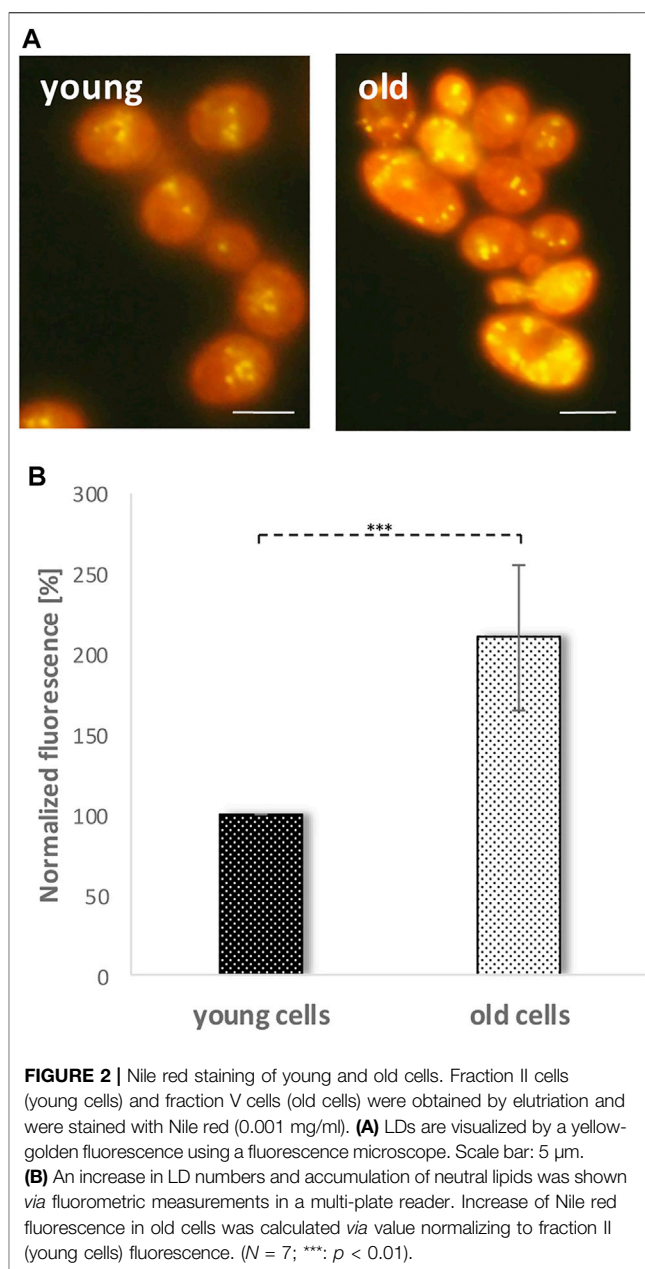 A
young
old
B
300
250
200
150
100
50
0
Normalized fluorescence [%]
***
young cells
old cells
FIGURE 2 | Nile red staining of young and old cells. Fraction II cells
(young cells) and fraction V cells (old cells) were obtained by elutriation and
were stained with Nile red (0.001 mg/ml). (A) LDs are visualized by a yellow-
golden fluorescence using a fluorescence microscope. Scale bar: 5 μm.
(B) An increase in LD numbers and accumulation of neutral lipids was shown
via fluorometric measurements in a multi-plate reader. Increase of Nile red
fluorescence in old cells was calculated via value normalizing to fraction II
(young cells) fluorescence. (N = 7; ***: p < 0.01).